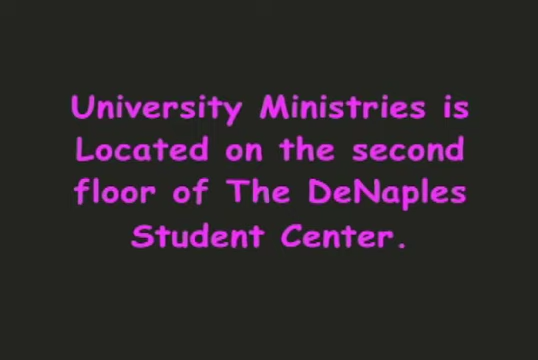 University Ministries is
Located on the second
floor of The DeNaples
Student Center.